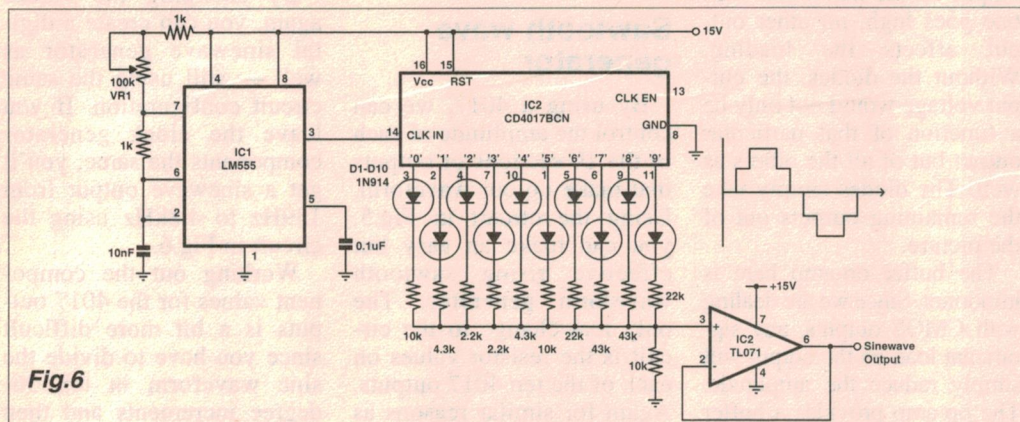 1k
15V
100k
VR1
4
8
7
1k
6
2
IC1
LM555
5
1
10nF
0.1uF
16
15
Vcc
RST
IC2
CD4017BCN
CLK EN
13
GND
8
14
CLK IN
'0' '1' '2' '3' '4' '5' '6' '7' '8' '9'
3 2 4 7 10 1 5 6 9 11
D1-D10
1N914
10k 4.3k 2.2k 2.2k 4.3k 10k 22k 43k 43k 22k
10k
+15V
3
7
2
IC2
TL071
6
4
Sinewave
Output
Fig.6